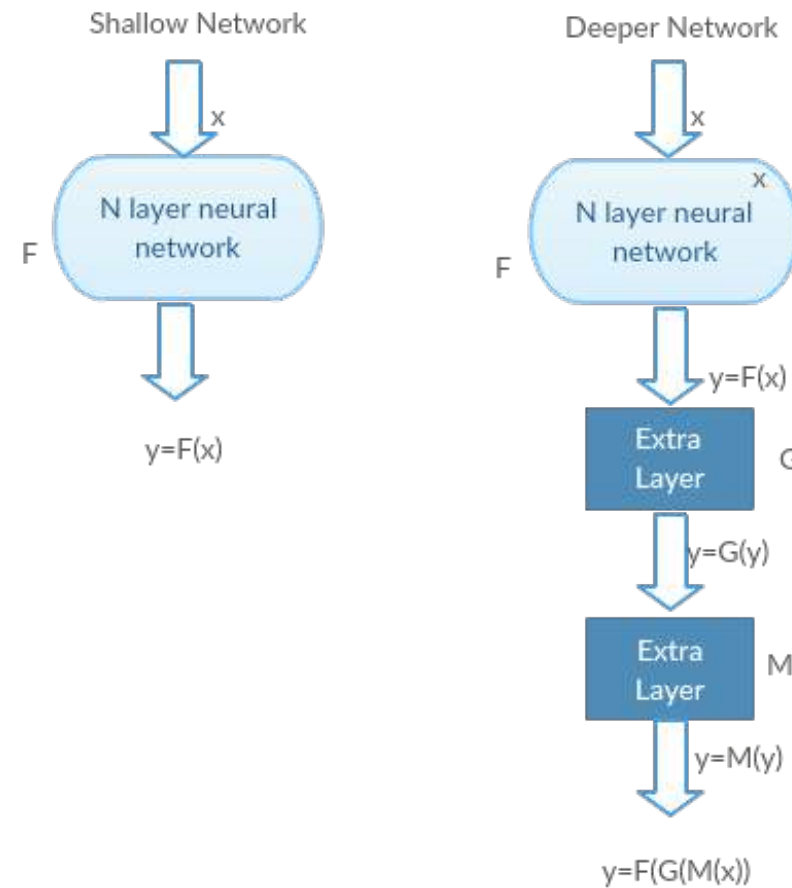 Shallow Network
x
N layer neural
network
F
y=F(x)
Deeper Network
x
x
N layer neural
network
F
y=F(x)
Extra
Layer
G
y=G(y)
Extra
Layer
M
y=M(y)
y=F(G(M(x))